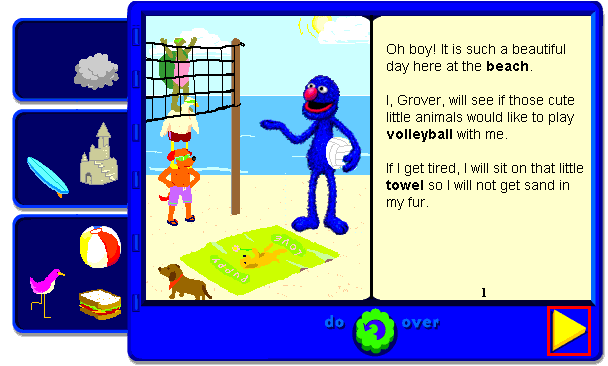 Oh boy! It is such a beautiful
day here at the beach.
I, Grover, will see if those cute
little animals would like to play
volleyball with me.
If I get tired, I will sit on that little
towel so I will not get sand in
my fur.
1
do over